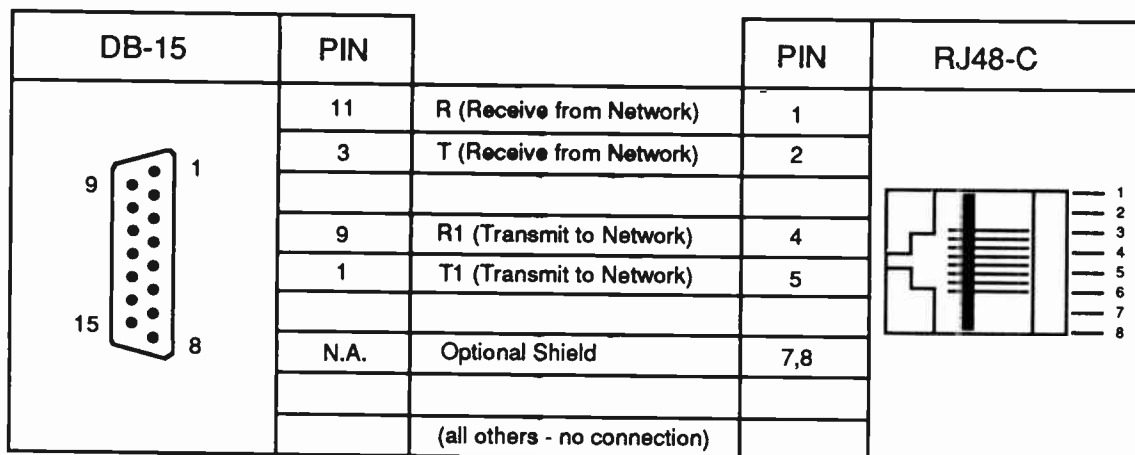 DB-15 PIN PIN RJ48-C
11 R (Receive from Network) 1
3 T (Receive from Network) 2
9 R1 (Transmit to Network) 4
1 T1 (Transmit to Network) 5
N.A. Optional Shield 7,8
(all others - no connection)
9 1
15 8
1
2
3
4
5
6
7
8